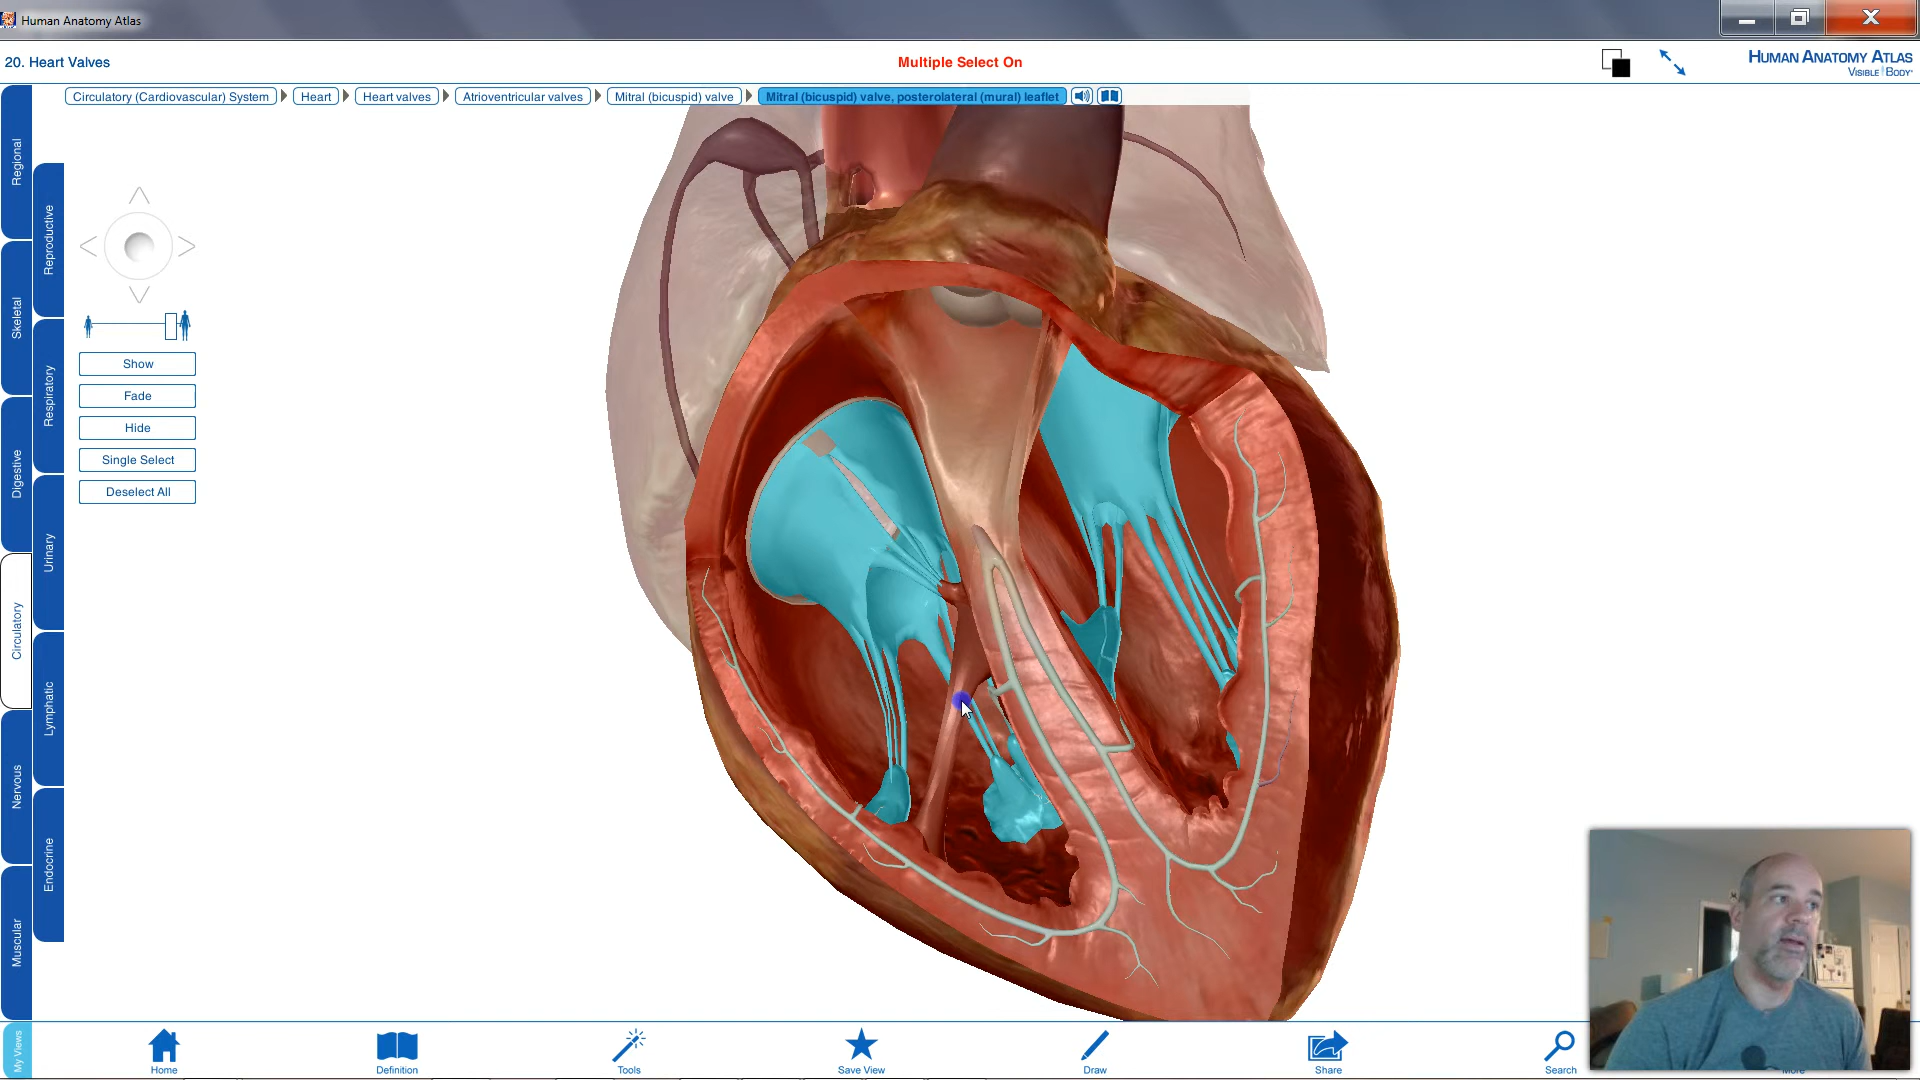 Human Anatomy Atlas
20. Heart Valves
Multiple Select On
HUMAN ANATOMY ATLAS
VISIBLE BODY®
Circulatory (Cardiovascular) System
Heart
Heart valves
Atrioventricular valves
Mitral (bicuspid) valve
Mitral (bicuspid) valve, posterolateral (mural) leaflet
Regional
Skeletal
Digestive
Circulatory
Nervous
Muscular
My Views
Reproductive
Respiratory
Urinary
Lymphatic
Endocrine
Show
Fade
Hide
Single Select
Deselect All
Home
Definition
Tools
Save View
Draw
Share
Search
More